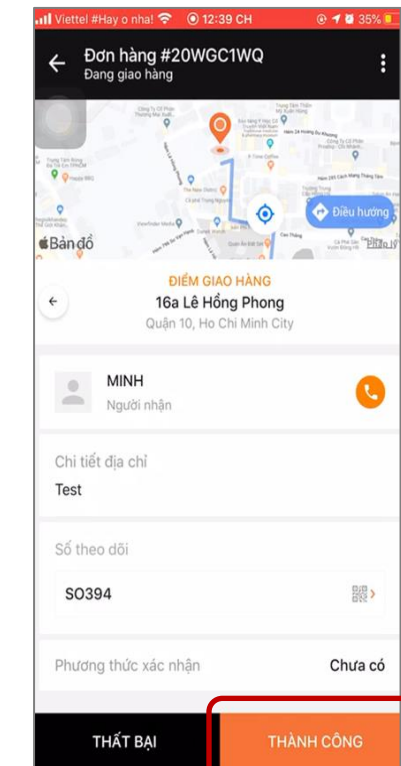 Viettel #Hay o nha!
12:39 CH
35%
Đơn hàng #20WGC1WQ
Đang giao hàng
Điều hướng
Bản đồ
Pháp lý
ĐIỂM GIAO HÀNG
16a Lê Hồng Phong
Quận 10, Ho Chi Minh City
MINH
Người nhận
Chi tiết địa chỉ
Test
Số theo dõi
SO394
Phương thức xác nhận
Chưa có
THẤT BẠI
THÀNH CÔNG